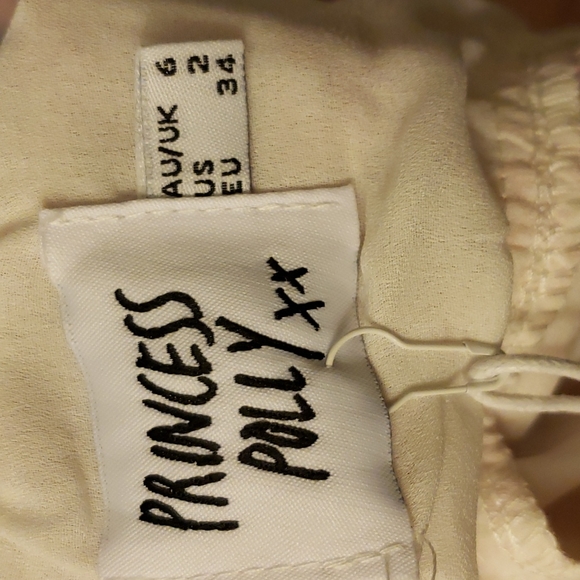 AU/UK 6
US 2
EU 34
PRINCESS
POLLY xx